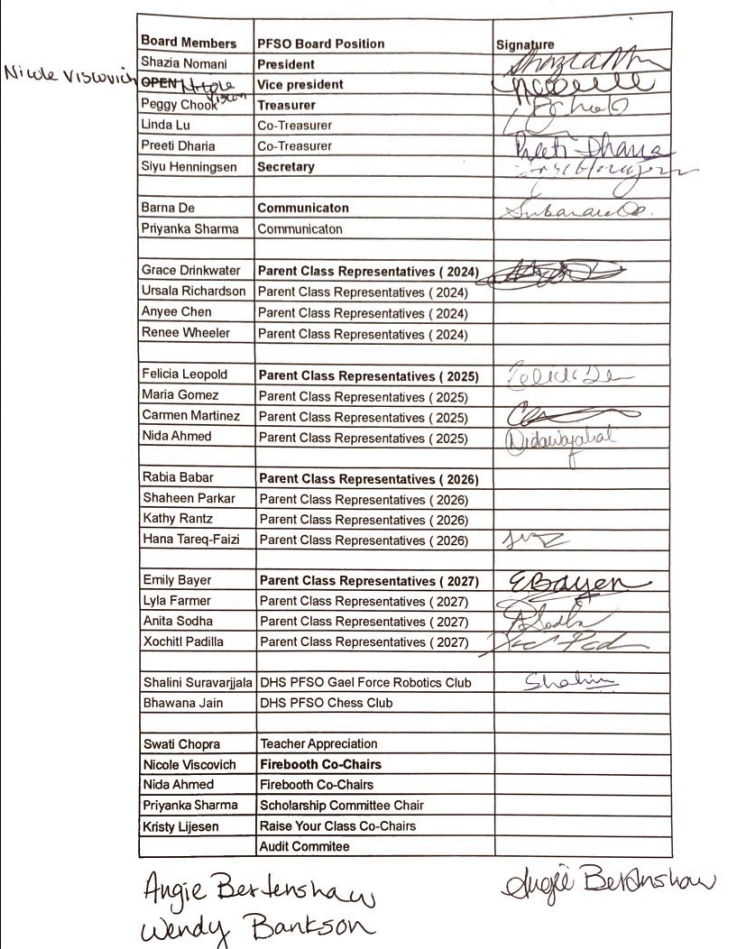 Board Members PFSO Board Position Signature
Shazia Nomani President
Nicole Viscovich OPEN Nicole Vice president
Peggy Chook Treasurer PChook
Linda Lu Co-Treasurer
Preeti Dharia Co-Treasurer Preeti Dharia
Siyu Henningsen Secretary
Barna De Communicaton
Priyanka Sharma Communicaton
Grace Drinkwater Parent Class Representatives ( 2024)
Ursala Richardson Parent Class Representatives ( 2024)
Anyee Chen Parent Class Representatives ( 2024)
Renee Wheeler Parent Class Representatives ( 2024)
Felicia Leopold Parent Class Representatives ( 2025)
Maria Gomez Parent Class Representatives ( 2025)
Carmen Martinez Parent Class Representatives ( 2025)
Nida Ahmed Parent Class Representatives ( 2025)
Rabia Babar Parent Class Representatives ( 2026)
Shaheen Parkar Parent Class Representatives ( 2026)
Kathy Rantz Parent Class Representatives ( 2026)
Hana Tareq-Faizi Parent Class Representatives ( 2026)
Emily Bayer Parent Class Representatives ( 2027) EBayer
Lyla Farmer Parent Class Representatives ( 2027)
Anita Sodha Parent Class Representatives ( 2027) ASodha
Xochitl Padilla Parent Class Representatives ( 2027)
Shalini Suravarjjala DHS PFSO Gael Force Robotics Club Shalini
Bhawana Jain DHS PFSO Chess Club
Swati Chopra Teacher Appreciation
Nicole Viscovich Firebooth Co-Chairs
Nida Ahmed Firebooth Co-Chairs
Priyanka Sharma Scholarship Committee Chair
Kristy Lijesen Raise Your Class Co-Chairs
Audit Commitee
Angie Bertenshaw Angie Bertenshaw
Wendy Bankson